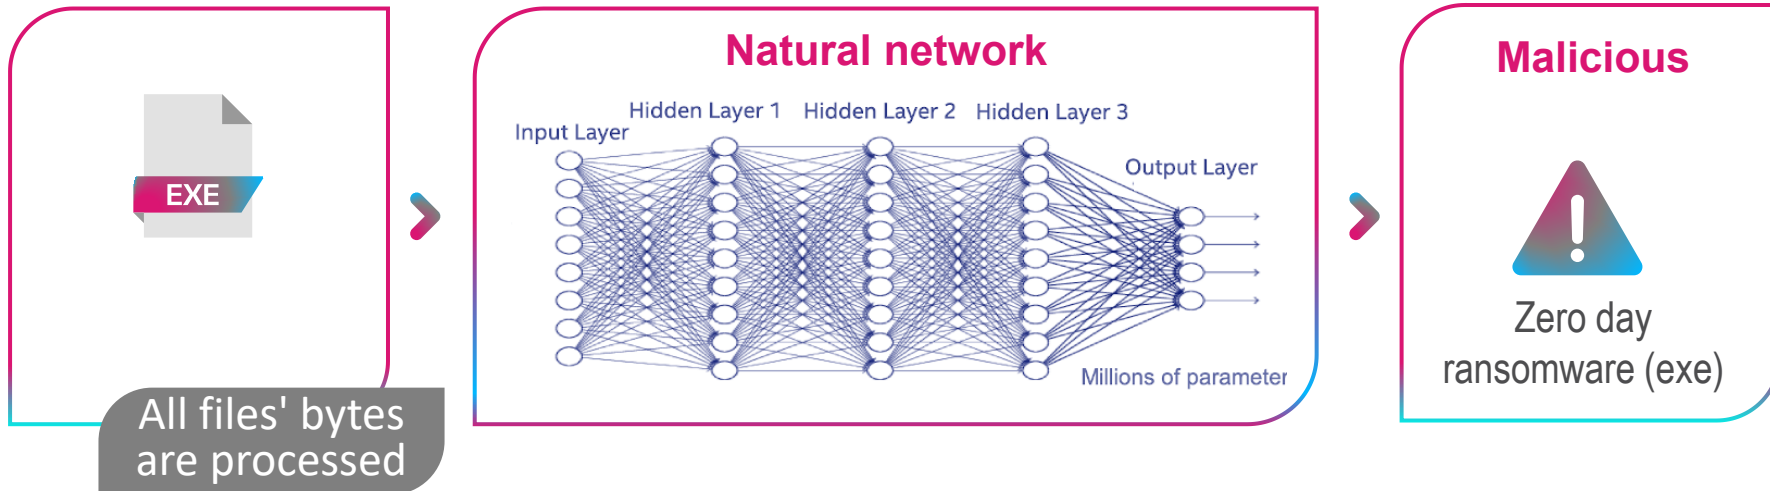 EXE
All files' bytes
are processed
Natural network
Input Layer
Hidden Layer 1
Hidden Layer 2
Hidden Layer 3
Output Layer
Millions of parameter
Malicious
Zero day
ransomware (exe)